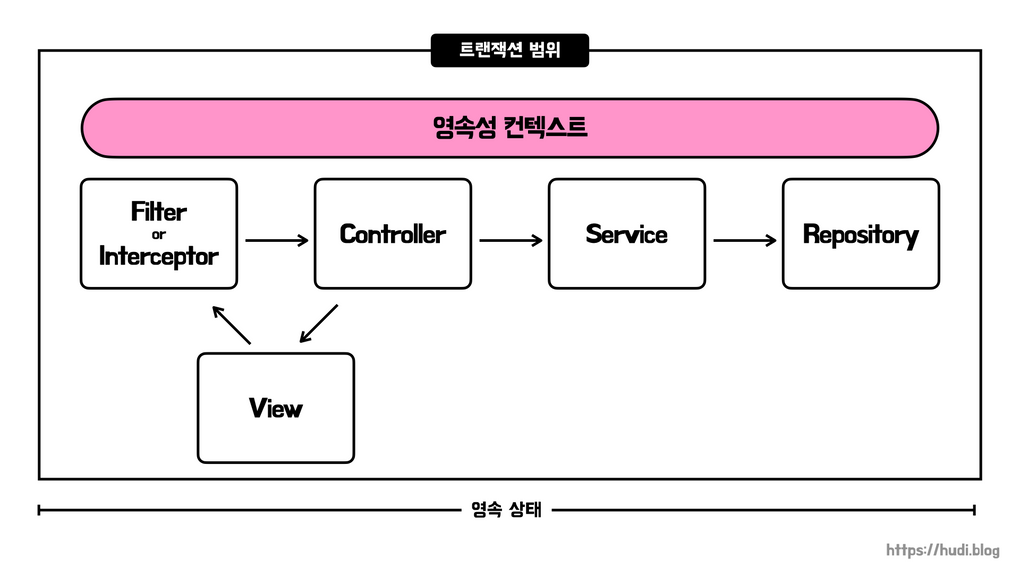 트랜잭션 범위
영속성 컨텍스트
Filter
or
Interceptor
Controller
Service
Repository
View
영속 상태
https://hudi.blog